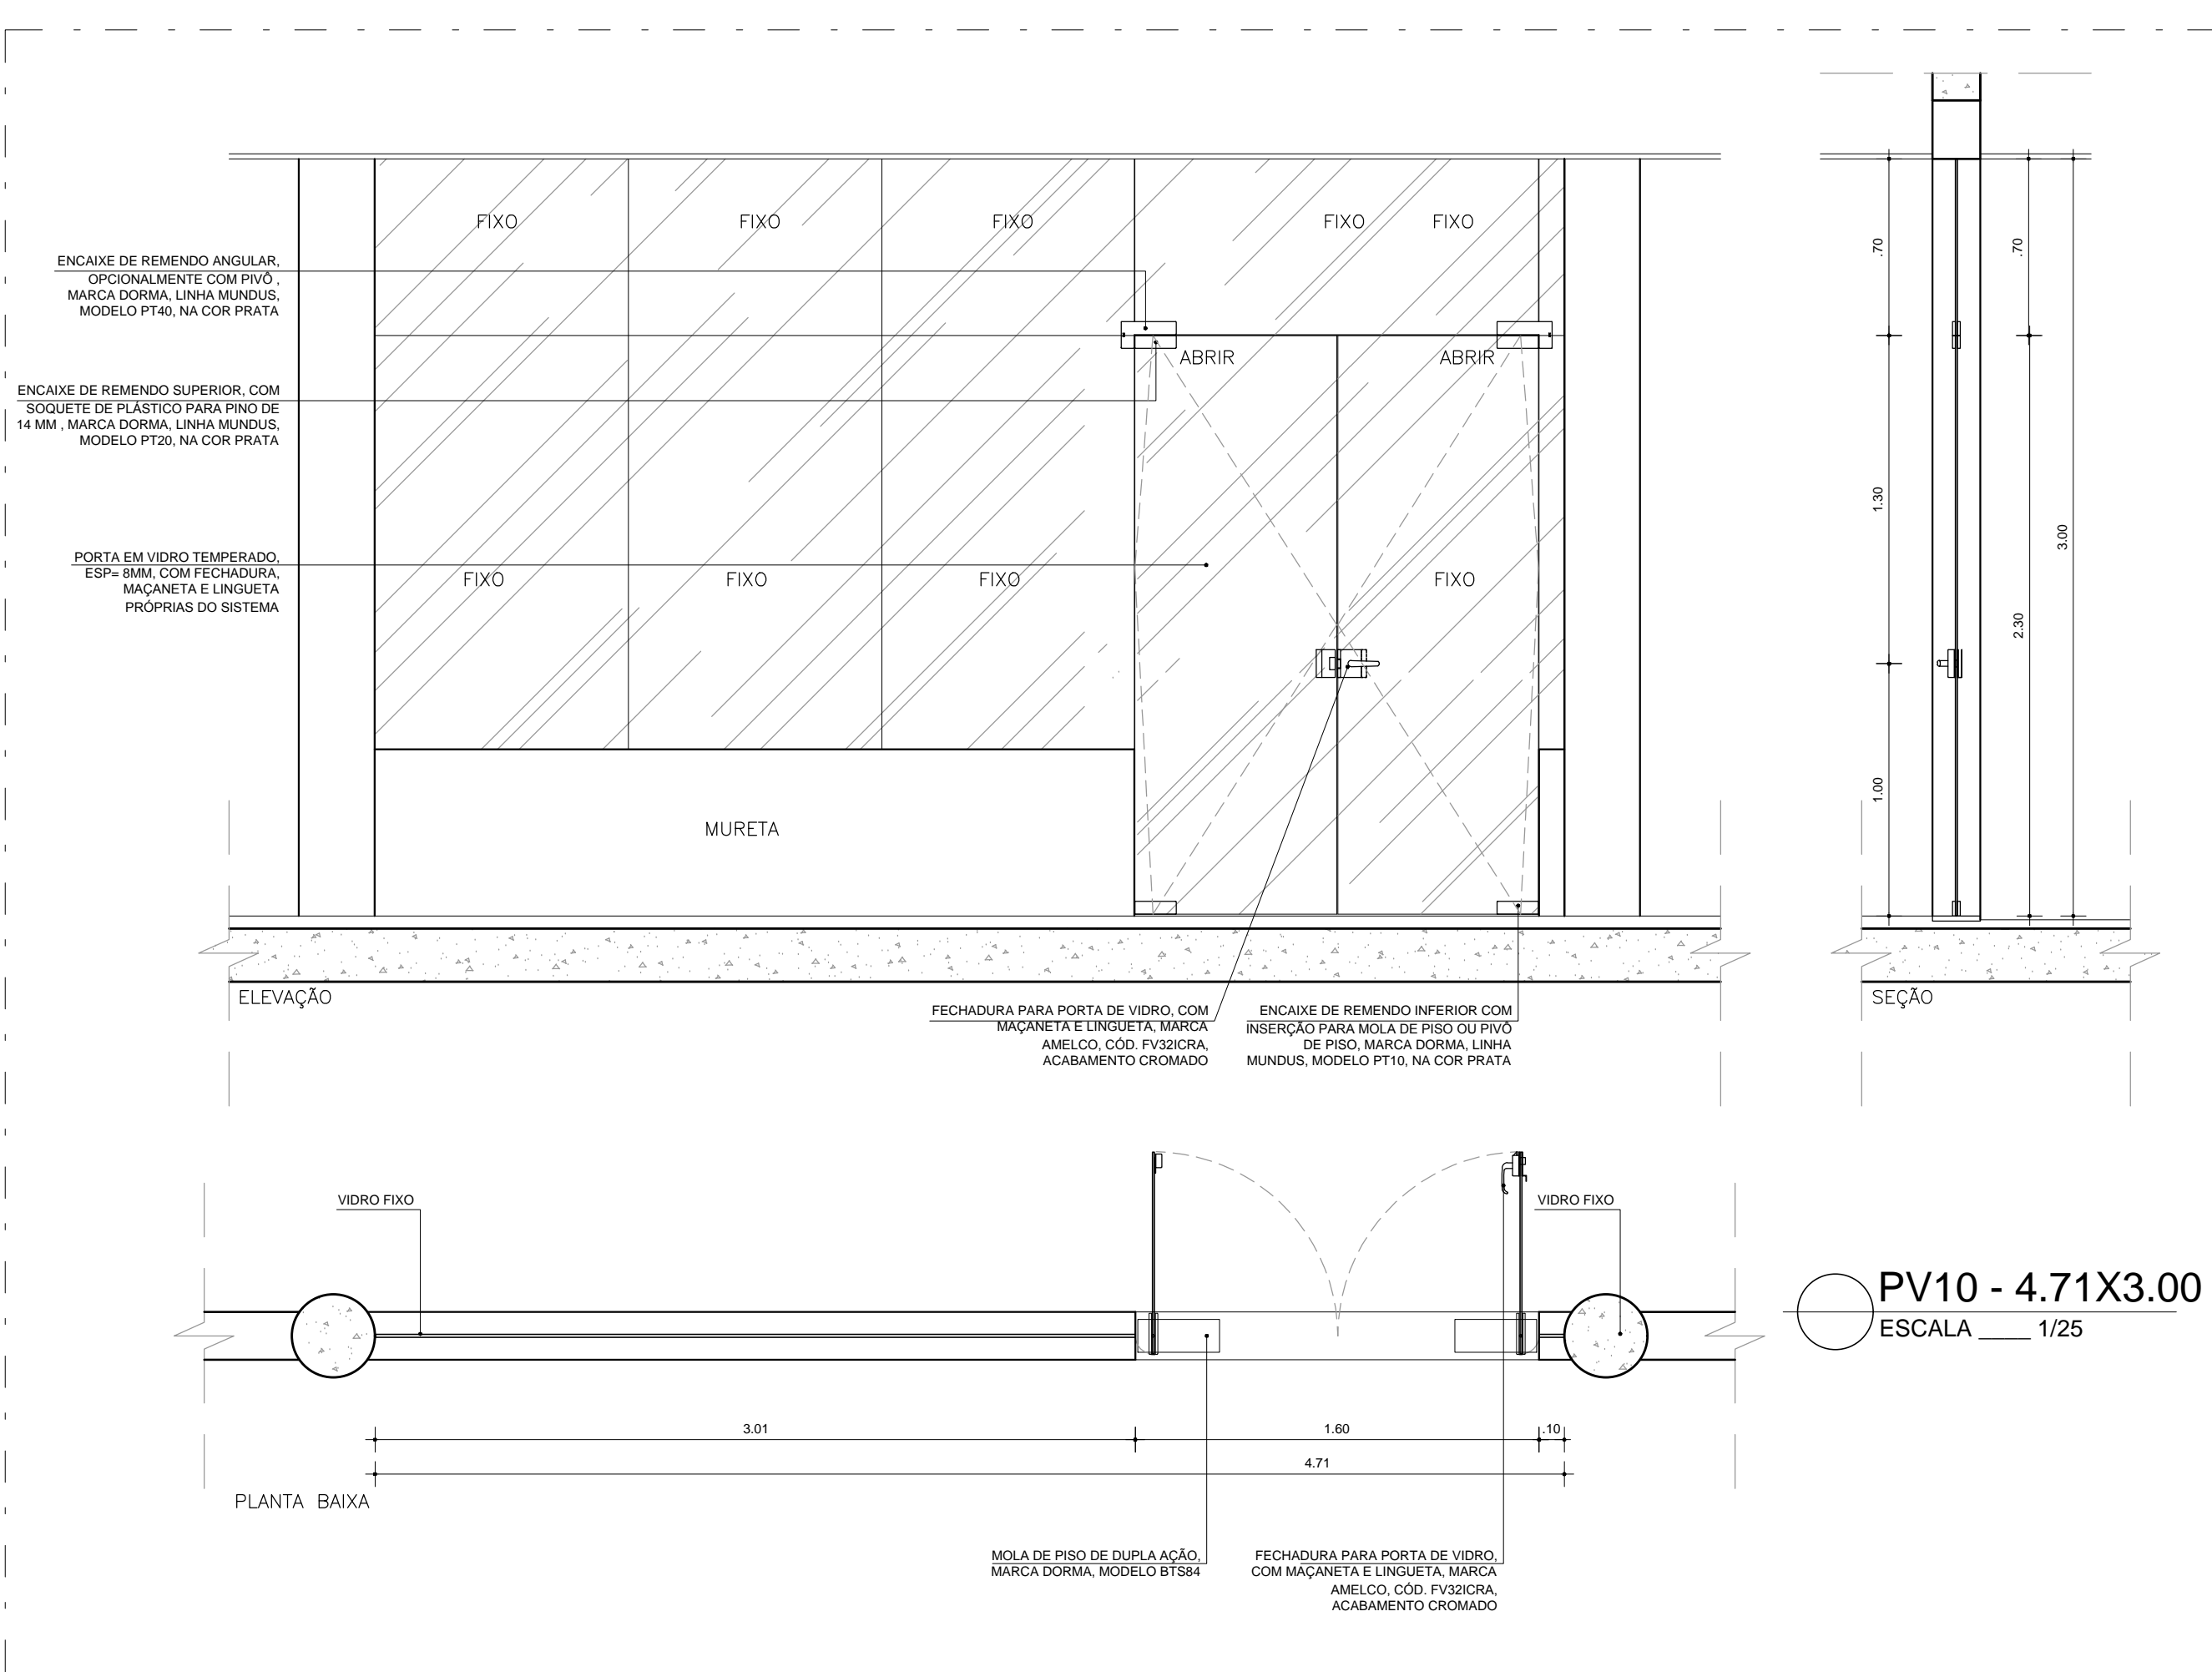 FIXO FIXO FIXO FIXO FIXO
ENCAIXE DE REMENDO ANGULAR,
OPCIONALMENTE COM PIVÔ ,
MARCA DORMA, LINHA MUNDUS,
MODELO PT40, NA COR PRATA
ABRIR ABRIR
ENCAIXE DE REMENDO SUPERIOR, COM
SOQUETE DE PLÁSTICO PARA PINO DE
14 MM , MARCA DORMA, LINHA MUNDUS,
MODELO PT20, NA COR PRATA
PORTA EM VIDRO TEMPERADO,
ESP= 8MM, COM FECHADURA,
MAÇANETA E LINGUETA
PRÓPRIAS DO SISTEMA
FIXO FIXO FIXO FIXO
MURETA
ELEVAÇÃO
FECHADURA PARA PORTA DE VIDRO, COM
MAÇANETA E LINGUETA, MARCA
AMELCO, CÓD. FV32ICRA,
ACABAMENTO CROMADO
ENCAIXE DE REMENDO INFERIOR COM
INSERÇÃO PARA MOLA DE PISO OU PIVÔ
DE PISO, MARCA DORMA, LINHA
MUNDUS, MODELO PT10, NA COR PRATA
.70
.70
1.30
3.00
2.30
1.00
SEÇÃO
VIDRO FIXO
VIDRO FIXO
PV10 - 4.71X3.00
ESCALA ____ 1/25
3.01 1.60 .10
4.71
PLANTA BAIXA
MOLA DE PISO DE DUPLA AÇÃO,
MARCA DORMA, MODELO BTS84
FECHADURA PARA PORTA DE VIDRO,
COM MAÇANETA E LINGUETA, MARCA
AMELCO, CÓD. FV32ICRA,
ACABAMENTO CROMADO